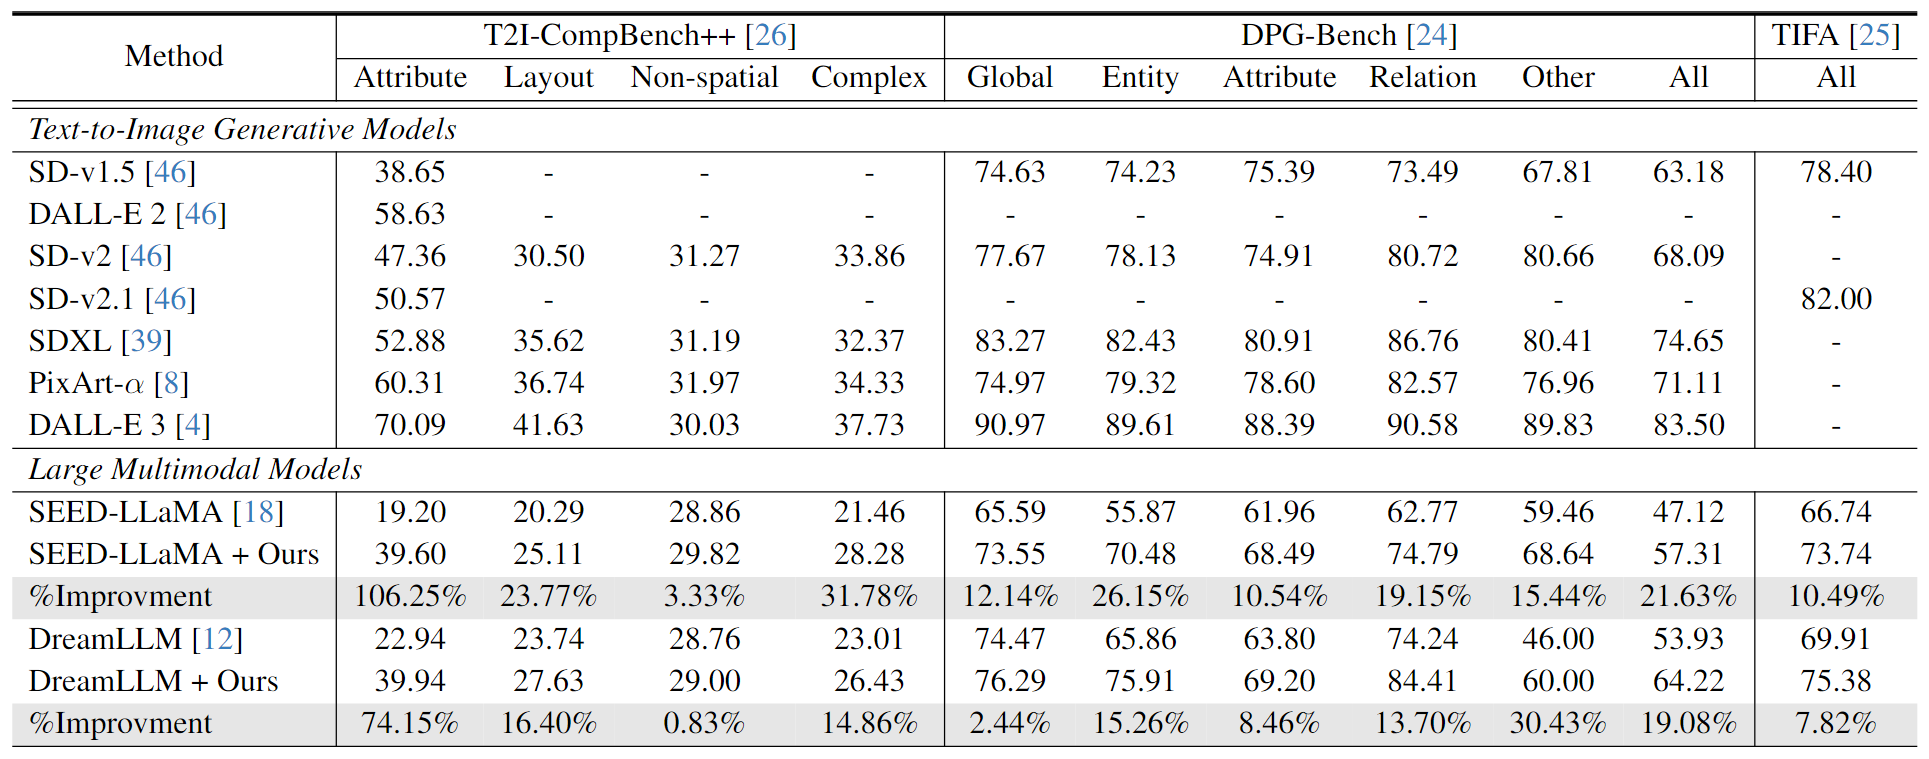 Method T2I-CompBench++ [26] DPG-Bench [24] TIFA [25]
Attribute Layout Non-spatial Complex Global Entity Attribute Relation Other All All
Text-to-Image Generative Models
SD-v1.5 [46] 38.65 - - - 74.63 74.23 75.39 73.49 67.81 63.18 78.40
DALL-E 2 [46] 58.63 - - - - - - - - - -
SD-v2 [46] 47.36 30.50 31.27 33.86 77.67 78.13 74.91 80.72 80.66 68.09 -
SD-v2.1 [46] 50.57 - - - - - - - - - 82.00
SDXL [39] 52.88 35.62 31.19 32.37 83.27 82.43 80.91 86.76 80.41 74.65 -
PixArt-α [8] 60.31 36.74 31.97 34.33 74.97 79.32 78.60 82.57 76.96 71.11 -
DALL-E 3 [4] 70.09 41.63 30.03 37.73 90.97 89.61 88.39 90.58 89.83 83.50 -
Large Multimodal Models
SEED-LLaMA [18] 19.20 20.29 28.86 21.46 65.59 55.87 61.96 62.77 59.46 47.12 66.74
SEED-LLaMA + Ours 39.60 25.11 29.82 28.28 73.55 70.48 68.49 74.79 68.64 57.31 73.74
%Improvment 106.25% 23.77% 3.33% 31.78% 12.14% 26.15% 10.54% 19.15% 15.44% 21.63% 10.49%
DreamLLM [12] 22.94 23.74 28.76 23.01 74.47 65.86 63.80 74.24 46.00 53.93 69.91
DreamLLM + Ours 39.94 27.63 29.00 26.43 76.29 75.91 69.20 84.41 60.00 64.22 75.38
%Improvment 74.15% 16.40% 0.83% 14.86% 2.44% 15.26% 8.46% 13.70% 30.43% 19.08% 7.82%